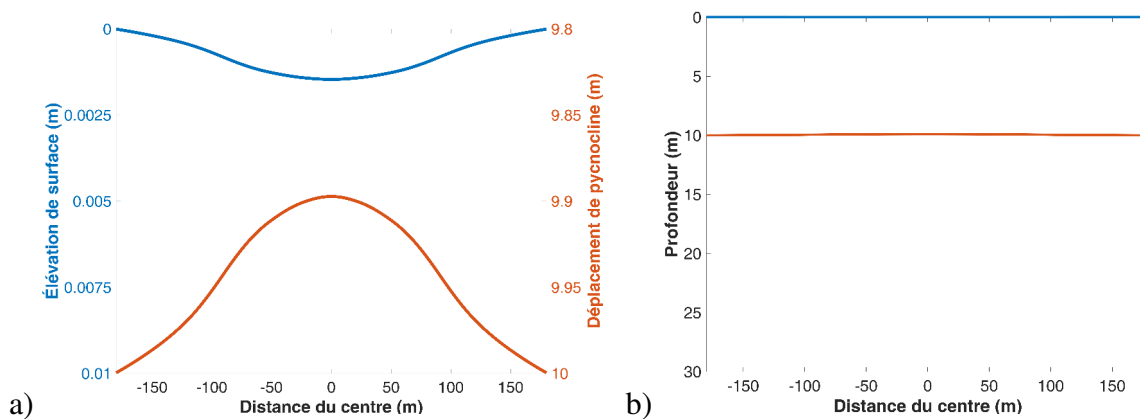 0
0.0025
0.005
0.0075
0.01
Élévation de surface (m)
9.8
9.85
9.9
9.95
10
Déplacement de pycnocline (m)
-150 -100 -50 0 50 100 150
Distance du centre (m)
a)
0
5
10
15
20
25
30
Profondeur (m)
-150 -100 -50 0 50 100 150
Distance du centre (m)
b)